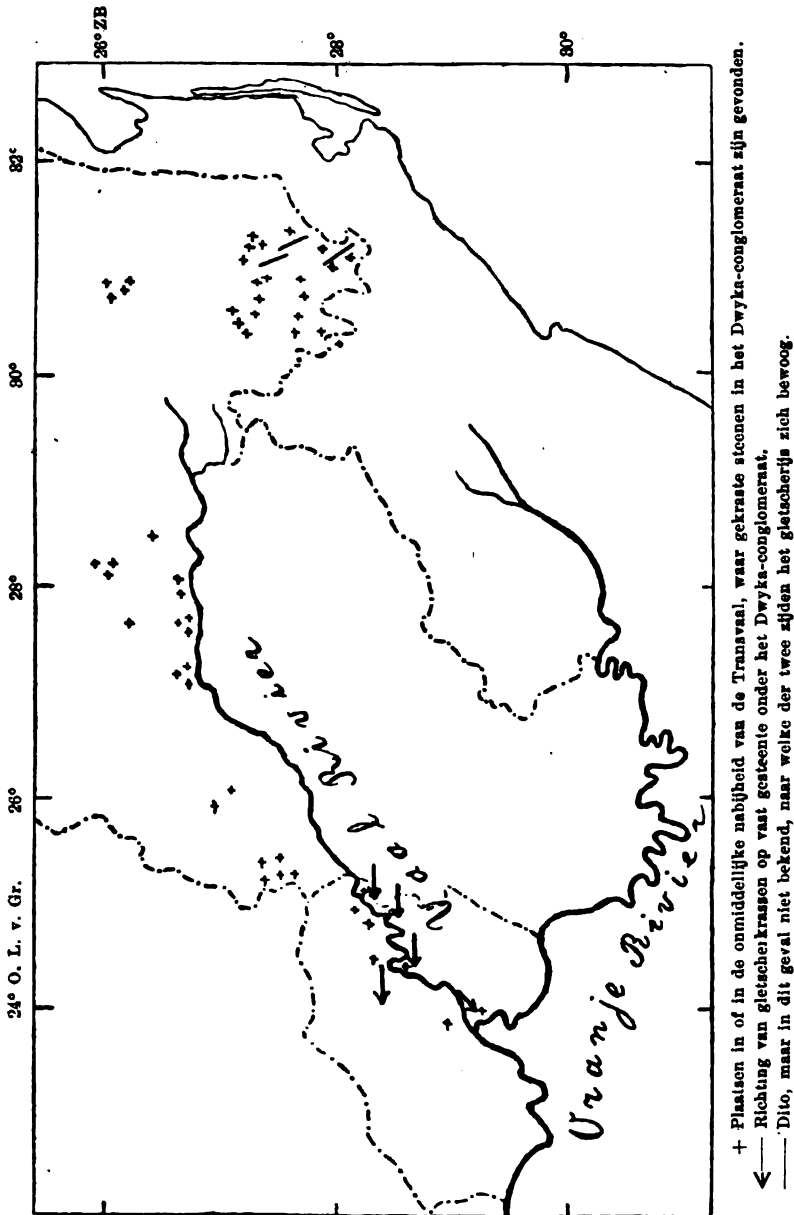 24° O. L. v. Gr.
26°
28°
30°
32°
26° ZB
28°
30°
Vaal Rivier
Oranje Rivier
+ Plaatsen in of in de onmiddellijke nabijheid van de Transvaal, waar gekraste steenen in het Dwyka-conglomeraat zijn gevonden.
←— Richting van gletscherkrassen op vast gesteente onder het Dwyka-conglomeraat.
—— Dito, maar in dit geval niet bekend, naar welke der twee zijden het gletscherijs zich bewoog.